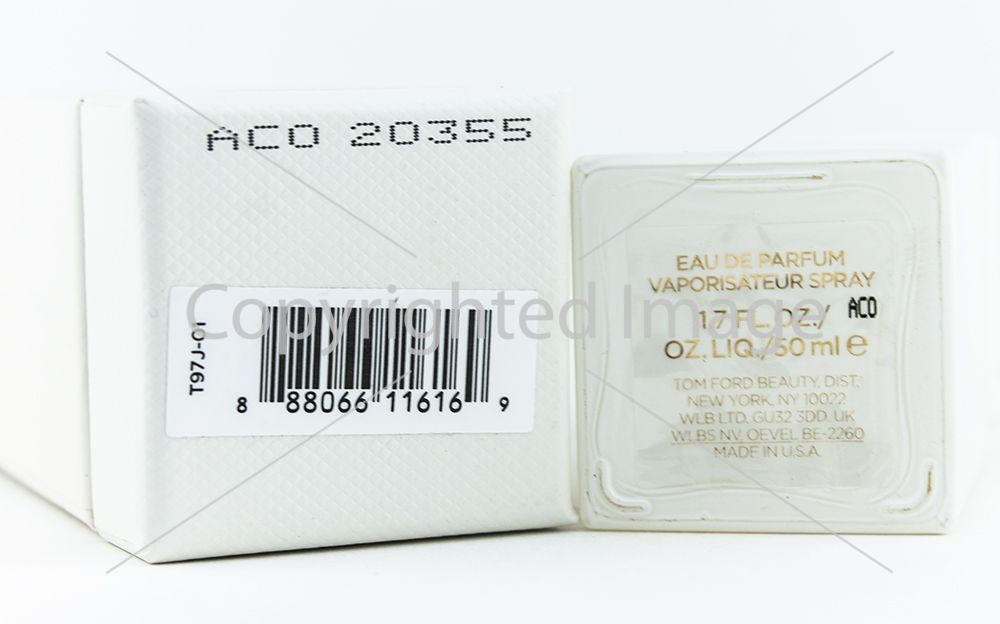 ACO 20355
T97J-01
8 88066 11616 9
EAU DE PARFUM
VAPORISATEUR SPRAY
1.7 FL. OZ./
ACO
OZ. LIQ./50 ml e
TOM FORD BEAUTY, DIST.
NEW YORK, NY 10022
WLB LTD, GU32 3DD, UK
WLBS NV, OEVEL BE-2260
MADE IN U.S.A.
Copyrighted Image